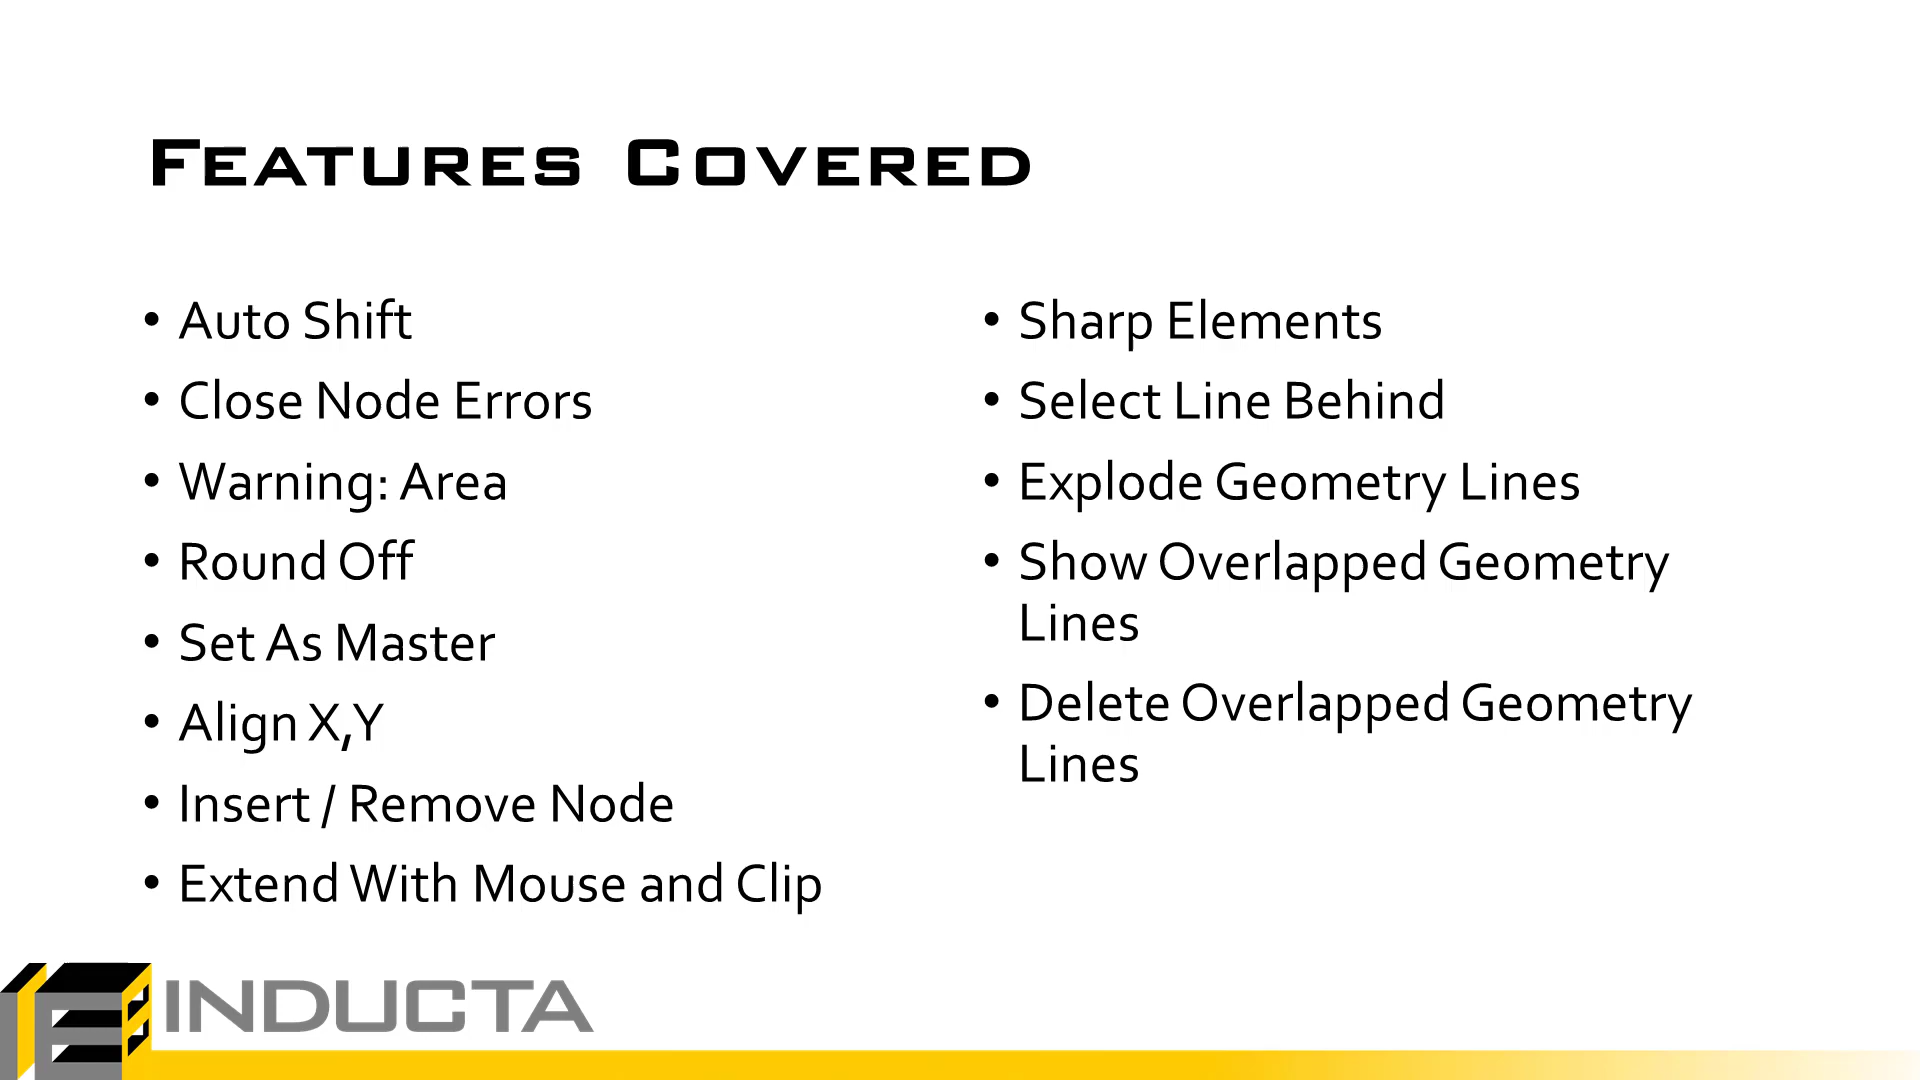 Features Covered
• Auto Shift
• Close Node Errors
• Warning: Area
• Round Off
• Set As Master
• Align X,Y
• Insert / Remove Node
• Extend With Mouse and Clip
• Sharp Elements
• Select Line Behind
• Explode Geometry Lines
• Show Overlapped Geometry
Lines
• Delete Overlapped Geometry
Lines
INDUCTA